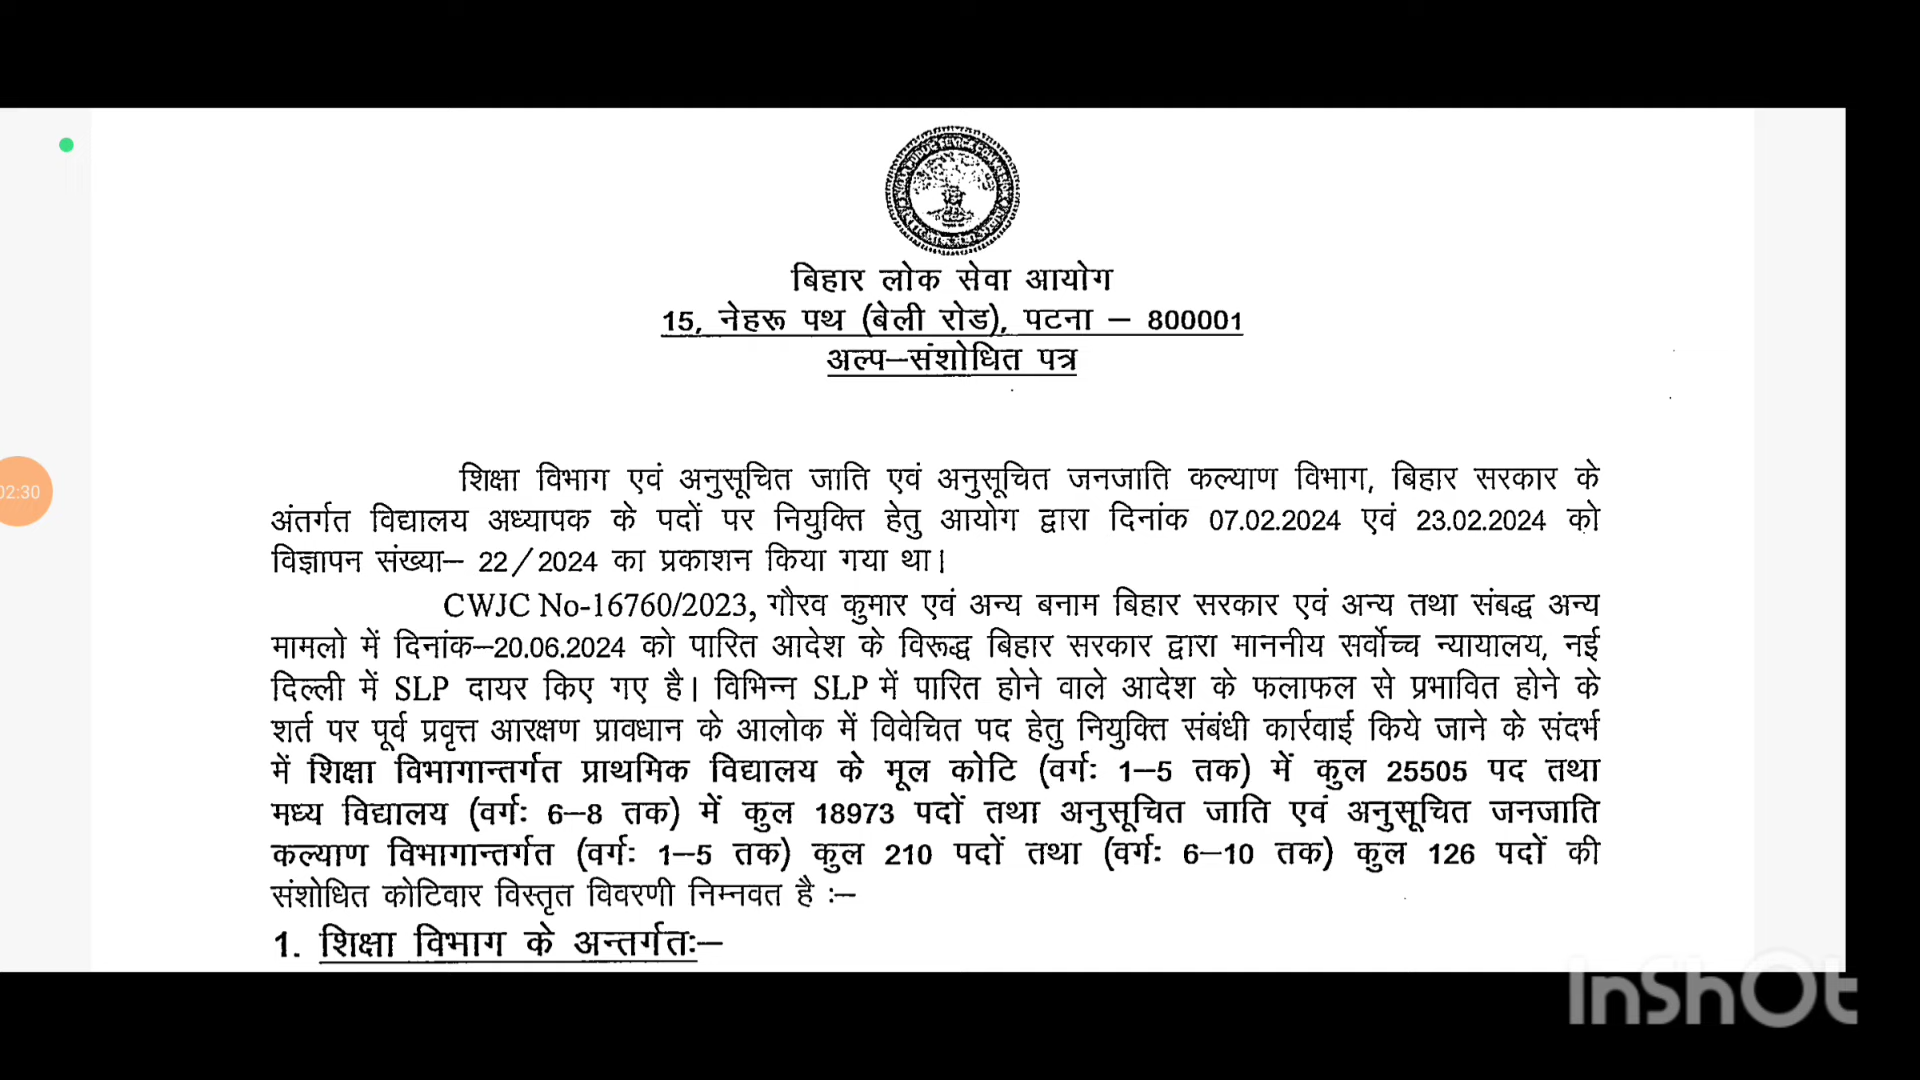 बिहार लोक सेवा आयोग
15, नेहरू पथ (बेली रोड), पटना – 800001
अल्प–संशोधित पत्र
शिक्षा विभाग एवं अनुसूचित जाति एवं अनुसूचित जनजाति कल्याण विभाग, बिहार सरकार के
अंतर्गत विद्यालय अध्यापक के पदों पर नियुक्ति हेतु आयोग द्वारा दिनांक 07.02.2024 एवं 23.02.2024 को
विज्ञापन संख्या– 22/2024 का प्रकाशन किया गया था।
CWJC No-16760/2023, गौरव कुमार एवं अन्य बनाम बिहार सरकार एवं अन्य तथा संबद्ध अन्य
मामलो में दिनांक–20.06.2024 को पारित आदेश के विरूद्ध बिहार सरकार द्वारा माननीय सर्वोच्च न्यायालय, नई
दिल्ली में SLP दायर किए गए है। विभिन्न SLP में पारित होने वाले आदेश के फलाफल से प्रभावित होने के
शर्त पर पूर्व प्रवृत्त आरक्षण प्रावधान के आलोक में विवेचित पद हेतु नियुक्ति संबंधी कार्रवाई किये जाने के संदर्भ
में शिक्षा विभागान्तर्गत प्राथमिक विद्यालय के मूल कोटि (वर्गः 1–5 तक) में कुल 25505 पद तथा
मध्य विद्यालय (वर्गः 6–8 तक) में कुल 18973 पदों तथा अनुसूचित जाति एवं अनुसूचित जनजाति
कल्याण विभागान्तर्गत (वर्गः 1–5 तक) कुल 210 पदों तथा (वर्गः 6–10 तक) कुल 126 पदों की
संशोधित कोटिवार विस्तृत विवरणी निम्नवत है :–
1. शिक्षा विभाग के अन्तर्गतः–
02:30
InShOt